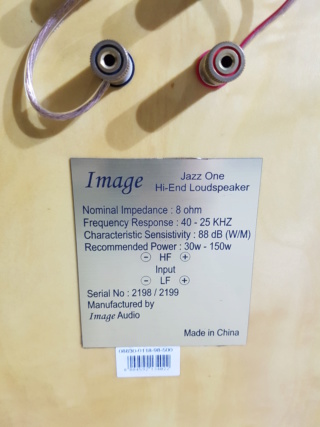 Image Jazz One
Hi-End Loudspeaker
Nominal Impedance : 8 ohm
Frequency Response : 40 - 25 KHZ
Characteristic Sensistivity : 88 dB (W/M)
Recommended Power : 30w - 150w
- HF +
Input
- LF +
Serial No : 2198 / 2199
Manufactured by
Image Audio
Made in China